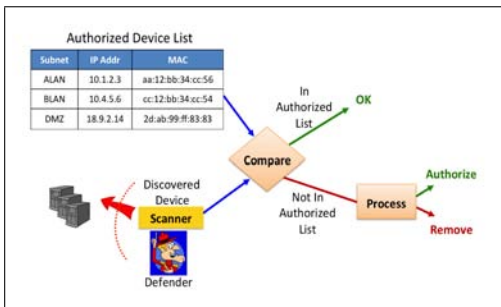 Authorized Device List
Subnet IP Addr MAC
ALAN 10.1.2.3 aa:12:bb:34:cc:56
BLAN 10.4.5.6 cc:12:bb:34:cc:54
DMZ 18.9.2.14 2d:ab:99:ff:83:83
In
Authorized
List
OK
Compare
Discovered
Device
Scanner
Defender
Not In
Authorized
List
Process
Authorize
Remove